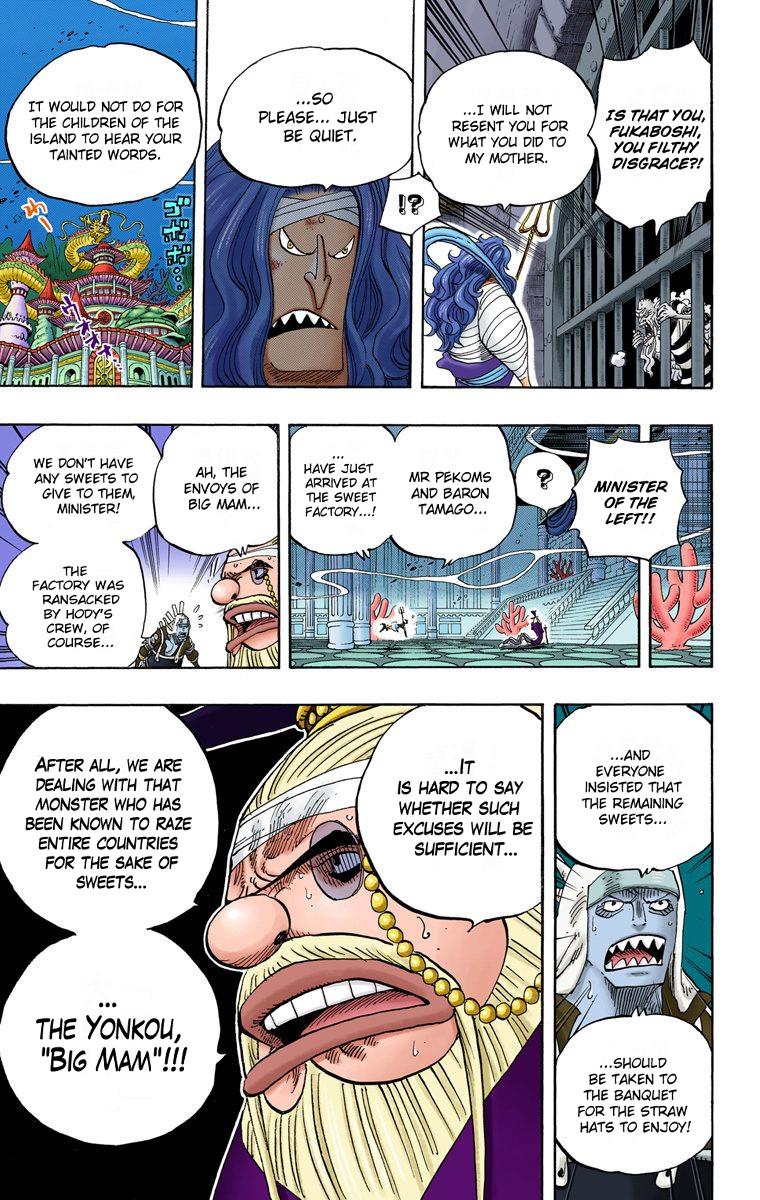 IS THAT YOU,
FUKABOSHI,
YOU FILTHY
DISGRACE?!
...I WILL NOT
RESENT YOU FOR
WHAT YOU DID TO
MY MOTHER.
!?
...SO
PLEASE... JUST
BE QUIET.
IT WOULD NOT DO FOR
THE CHILDREN OF THE
ISLAND TO HEAR YOUR
TAINTED WORDS.
ゴゴゴゴ...
MINISTER
OF THE
LEFT!!
?
MR PEKOMS
AND BARON
TAMAGO...
...
HAVE JUST
ARRIVED AT
THE SWEET
FACTORY...!
AH, THE
ENVOYS OF
BIG MAM...
WE DON'T HAVE
ANY SWEETS TO
GIVE TO THEM,
MINISTER!
THE
FACTORY WAS
RANSACKED
BY HODY'S
CREW, OF
COURSE...
...AND
EVERYONE
INSISTED THAT
THE REMAINING
SWEETS...
...SHOULD
BE TAKEN TO
THE BANQUET
FOR THE STRAW
HATS TO ENJOY!
...IT
IS HARD TO SAY
WHETHER SUCH
EXCUSES WILL BE
SUFFICIENT...
AFTER ALL, WE ARE
DEALING WITH THAT
MONSTER WHO HAS
BEEN KNOWN TO RAZE
ENTIRE COUNTRIES
FOR THE SAKE OF
SWEETS...
...
THE YONKOU,
"BIG MAM"!!!